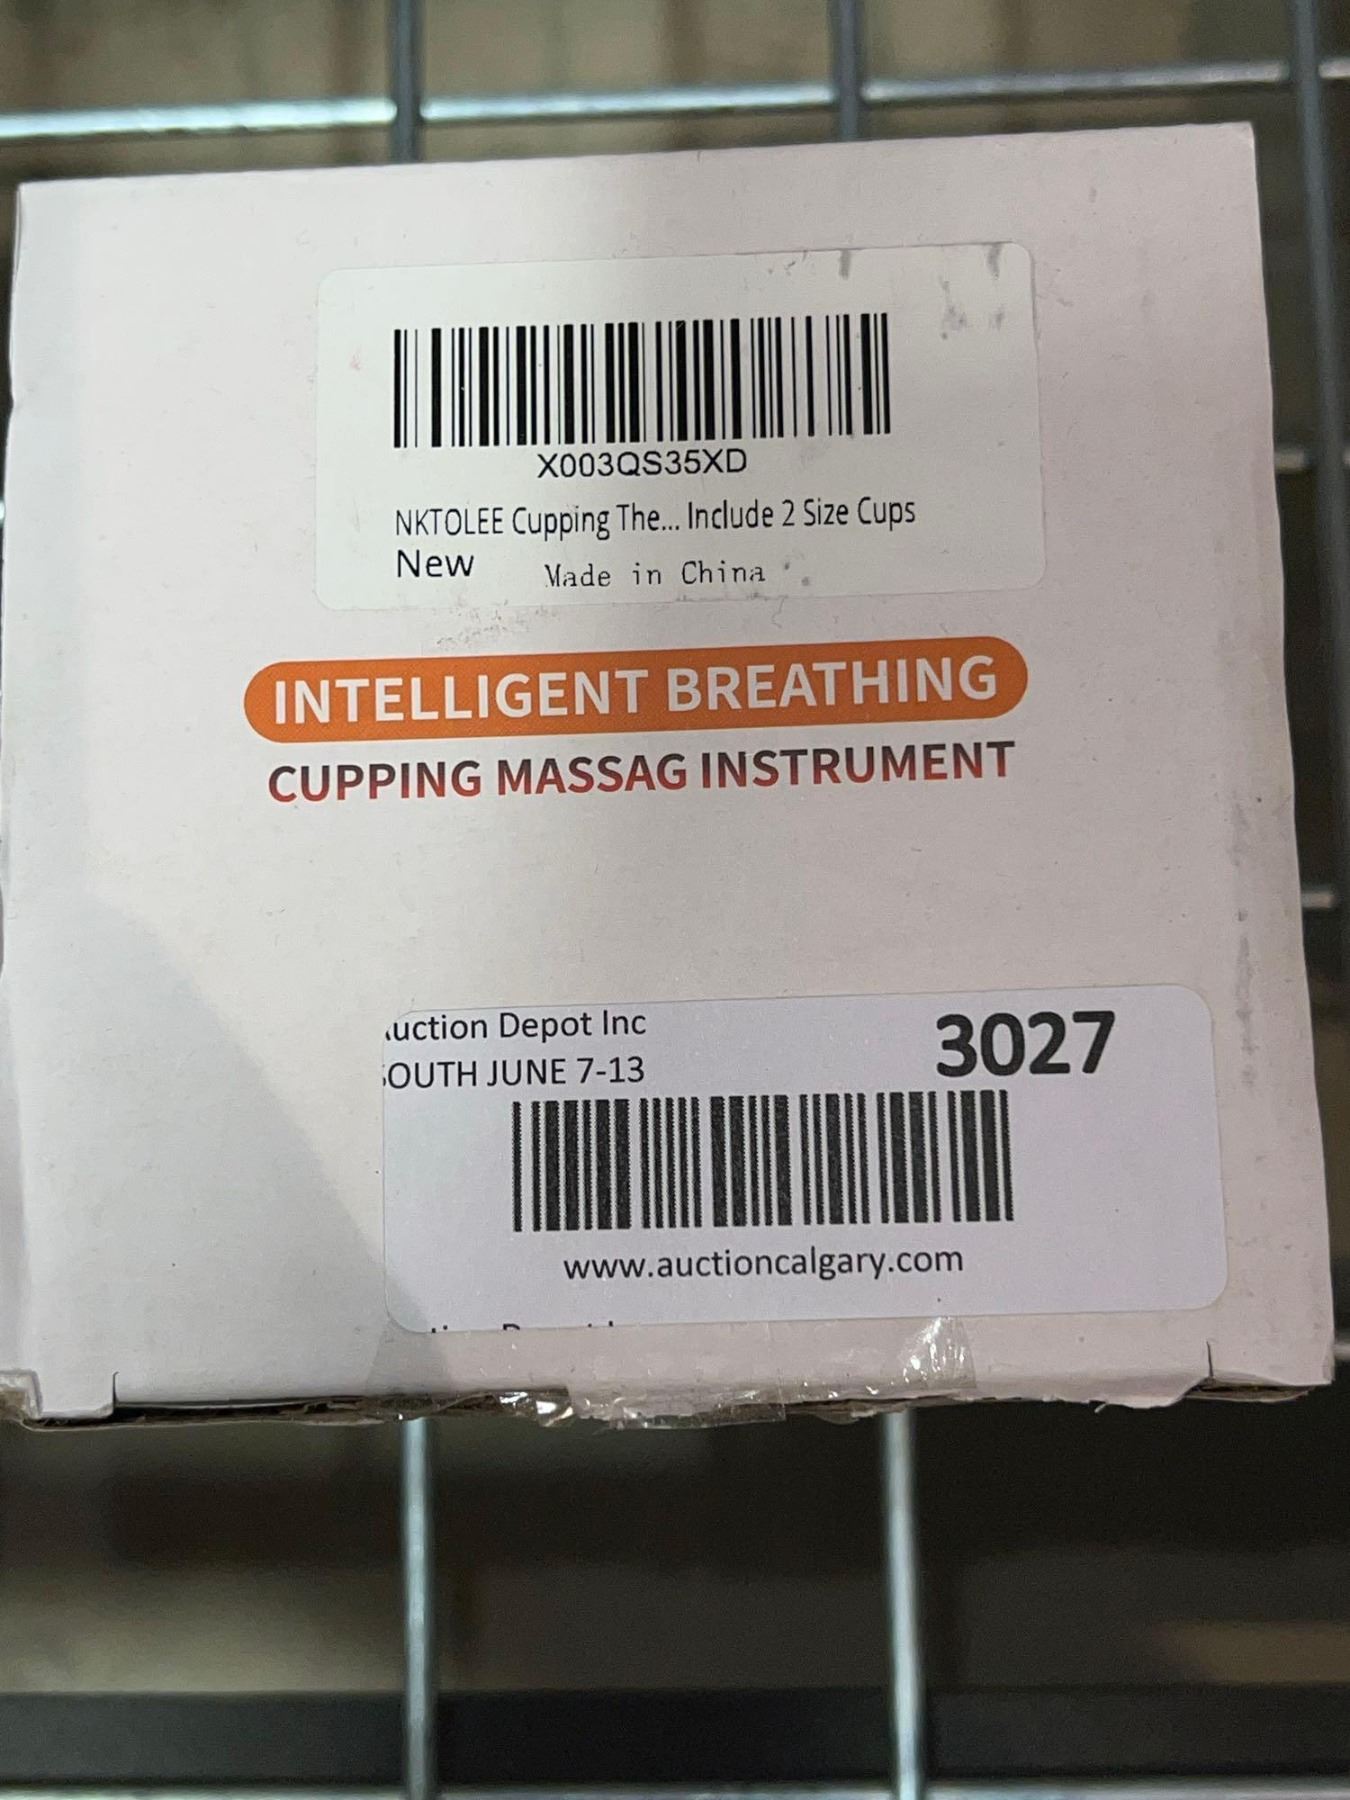 X003QS35XD
NKTOLEE Cupping The... Include 2 Size Cups
New
Made in China
INTELLIGENT BREATHING
CUPPING MASSAG INSTRUMENT
uction Depot Inc
OUTH JUNE 7-13
3027
www.auctioncalgary.com